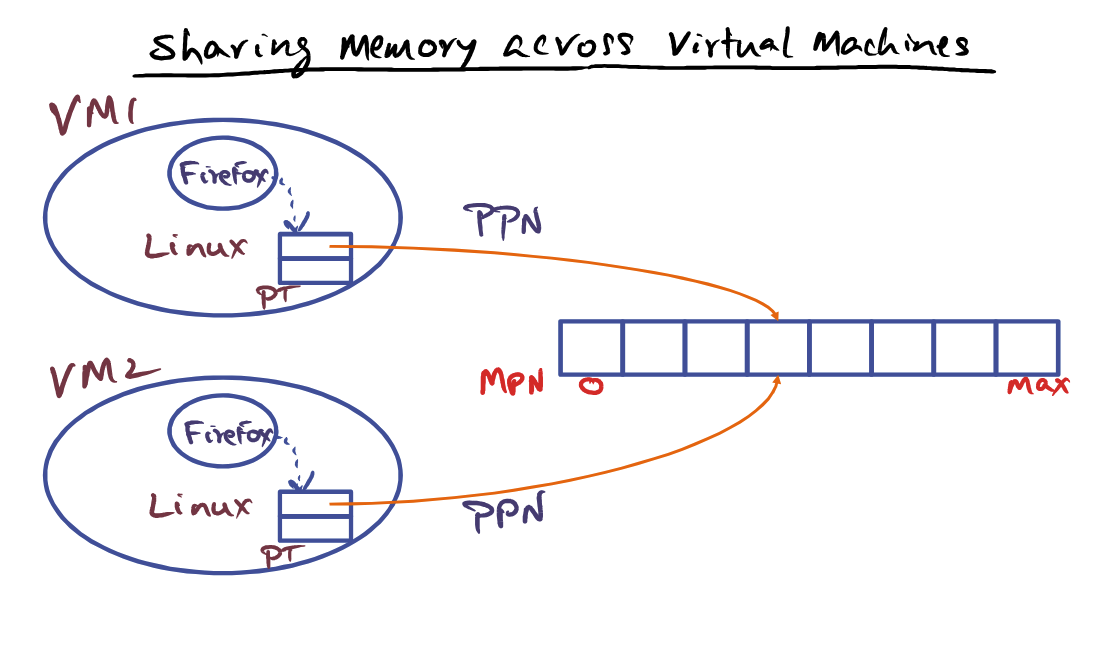 Sharing Memory across Virtual Machines
VM1
Firefox
Linux
PT
PPN
MPN 0 max
VM2
Firefox
Linux
PT
PPN